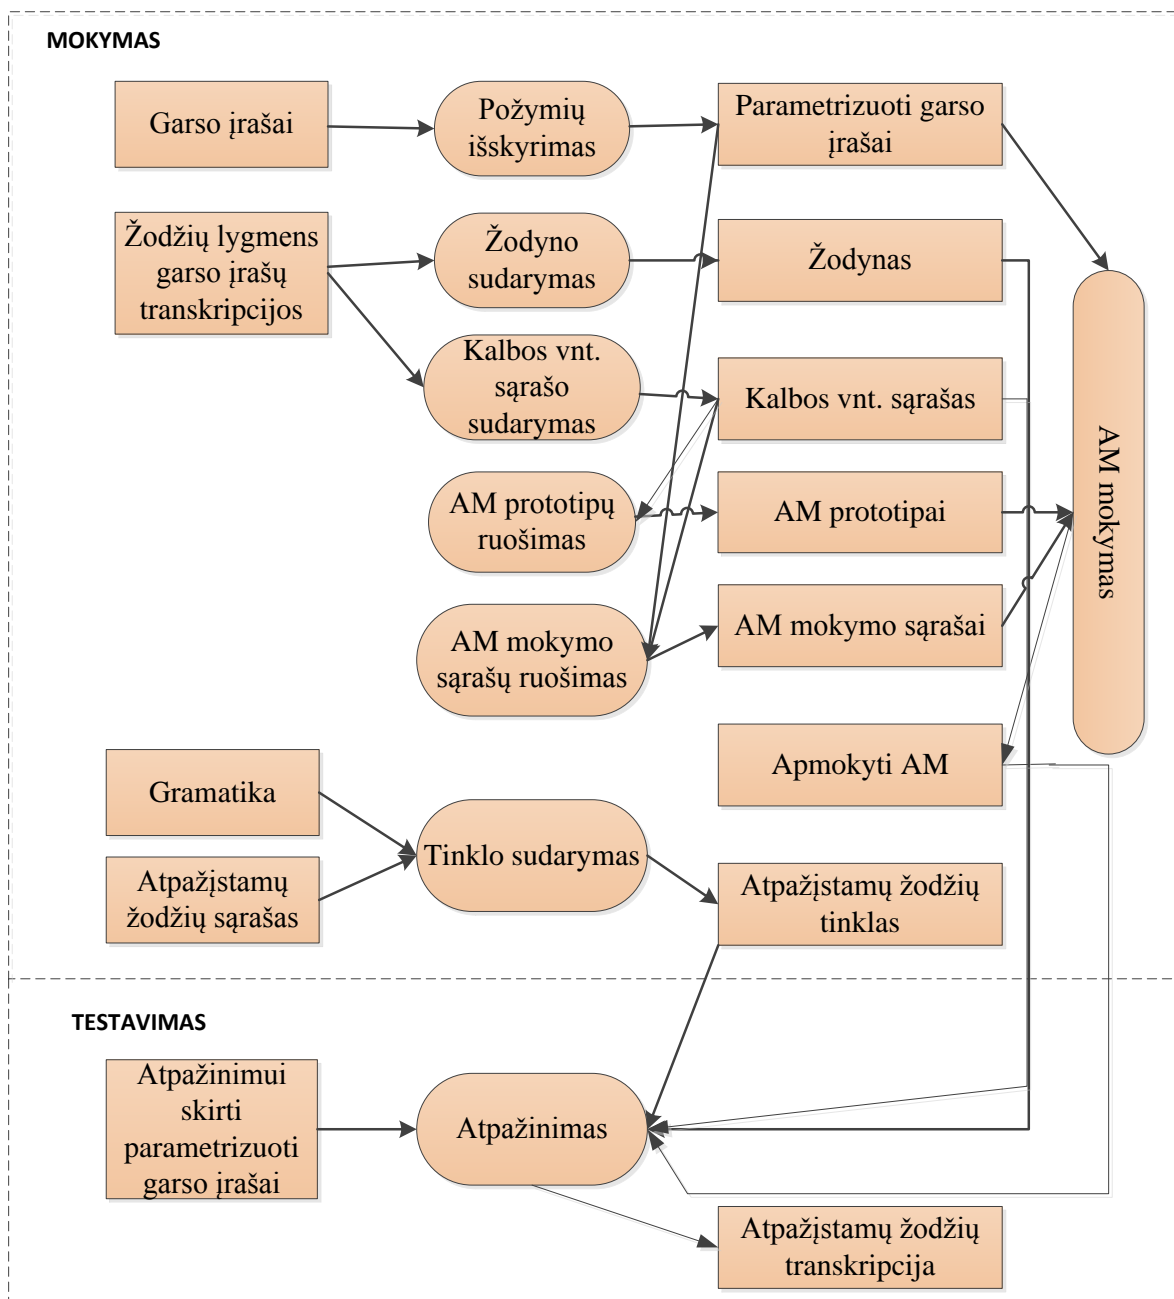 MOKYMAS
Garso įrašai
Požymių
išskyrimas
Parametrizuoti garso
įrašai
Žodžių lygmens
garso įrašų
transkripcijos
Žodyno
sudarymas
Žodynas
Kalbos vnt.
sąrašo
sudarymas
Kalbos vnt. sąrašas
AM prototipų
ruošimas
AM prototipai
AM mokymas
AM mokymo
sąrašų ruošimas
AM mokymo sąrašai
Apmokyti AM
Gramatika
Tinklo sudarymas
Atpažįstamų
žodžių sąrašas
Atpažįstamų žodžių
tinklas
TESTAVIMAS
Atpažinimui
skirti
parametrizuoti
garso įrašai
Atpažinimas
Atpažįstamų žodžių
transkripcija